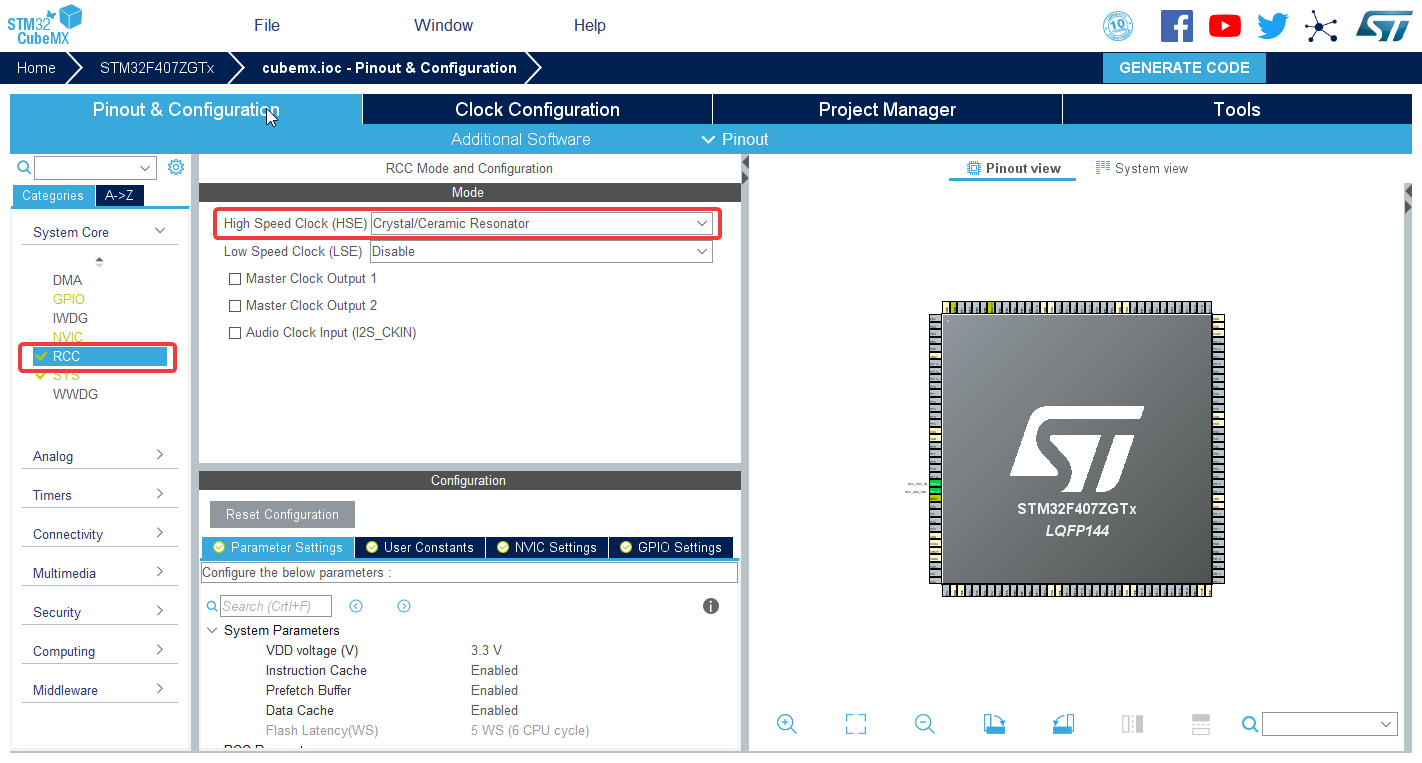 STM32
CubeMX
File
Window
Help
10
ST
Home
STM32F407ZGTx
cubemx.ioc - Pinout & Configuration
GENERATE CODE
Pinout & Configuration
Clock Configuration
Project Manager
Tools
Additional Software
Pinout
Categories
A->Z
System Core
DMA
GPIO
IWDG
NVIC
RCC
SYS
WWDG
Analog
Timers
Connectivity
Multimedia
Security
Computing
Middleware
RCC Mode and Configuration
Mode
High Speed Clock (HSE) Crystal/Ceramic Resonator
Low Speed Clock (LSE) Disable
Master Clock Output 1
Master Clock Output 2
Audio Clock Input (I2S_CKIN)
Configuration
Reset Configuration
Parameter Settings
User Constants
NVIC Settings
GPIO Settings
Configure the below parameters :
Search (Crtl+F)
System Parameters
VDD voltage (V) 3.3 V
Instruction Cache Enabled
Prefetch Buffer Enabled
Data Cache Enabled
Flash Latency(WS) 5 WS (6 CPU cycle)
Pinout view
System view
ST
STM32F407ZGTx
LQFP144